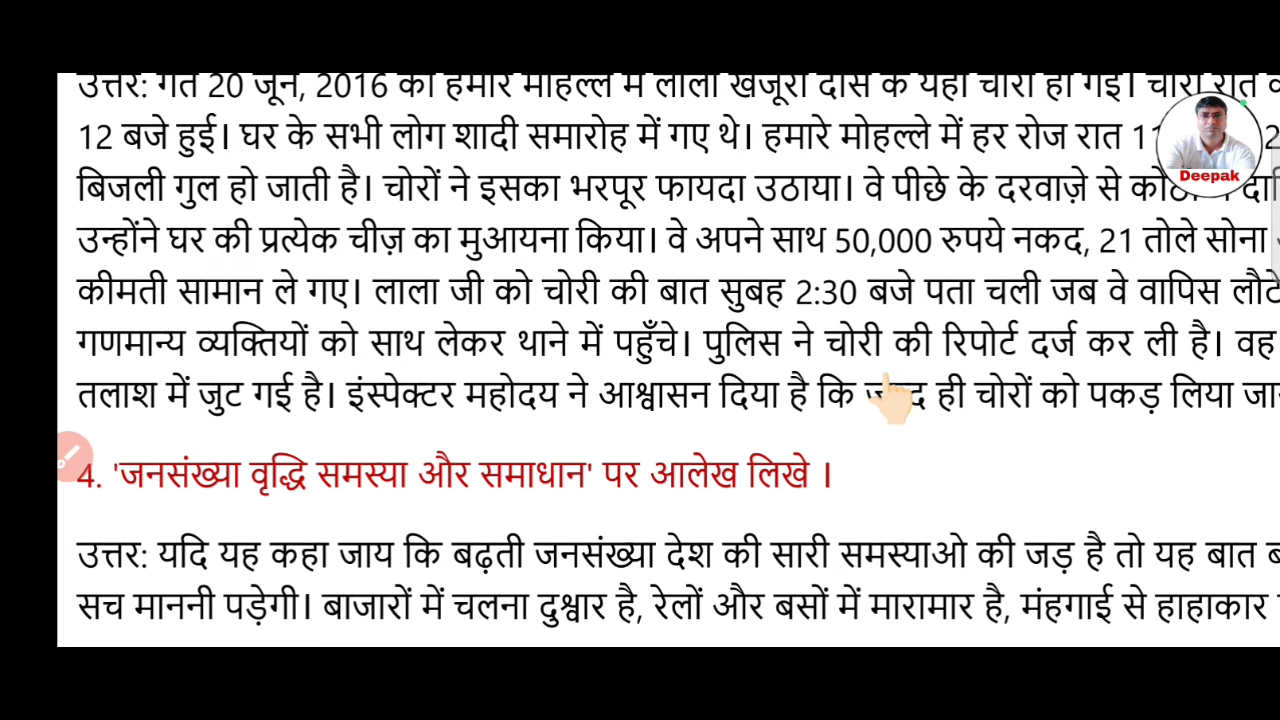 उत्तर: गत 20 जून, 2016 को हमारे मोहल्ले में लाला खजूरी दास के यहाँ चोरी हो गई। चोरी रात
12 बजे हुई। घर के सभी लोग शादी समारोह में गए थे। हमारे मोहल्ले में हर रोज रात
बिजली गुल हो जाती है। चोरों ने इसका भरपूर फायदा उठाया। वे पीछे के दरवाज़े से
Deepak
उन्होंने घर की प्रत्येक चीज़ का मुआयना किया। वे अपने साथ 50,000 रुपये नकद, 21 तोले सोना
कीमती सामान ले गए। लाला जी को चोरी की बात सुबह 2:30 बजे पता चली जब वे वापिस लौटे
गणमान्य व्यक्तियों को साथ लेकर थाने में पहुँचे। पुलिस ने चोरी की रिपोर्ट दर्ज कर ली है। वह
तलाश में जुट गई है। इंस्पेक्टर महोदय ने आश्वासन दिया है कि ही चोरों को पकड़ लिया
4. 'जनसंख्या वृद्धि समस्या और समाधान' पर आलेख लिखे ।
उत्तर: यदि यह कहा जाय कि बढ़ती जनसंख्या देश की सारी समस्याओ की जड़ है तो यह बात
सच माननी पड़ेगी। बाजारों में चलना दुश्वार है, रेलों और बसों में मारामार है, मंहगाई से हाहाकार